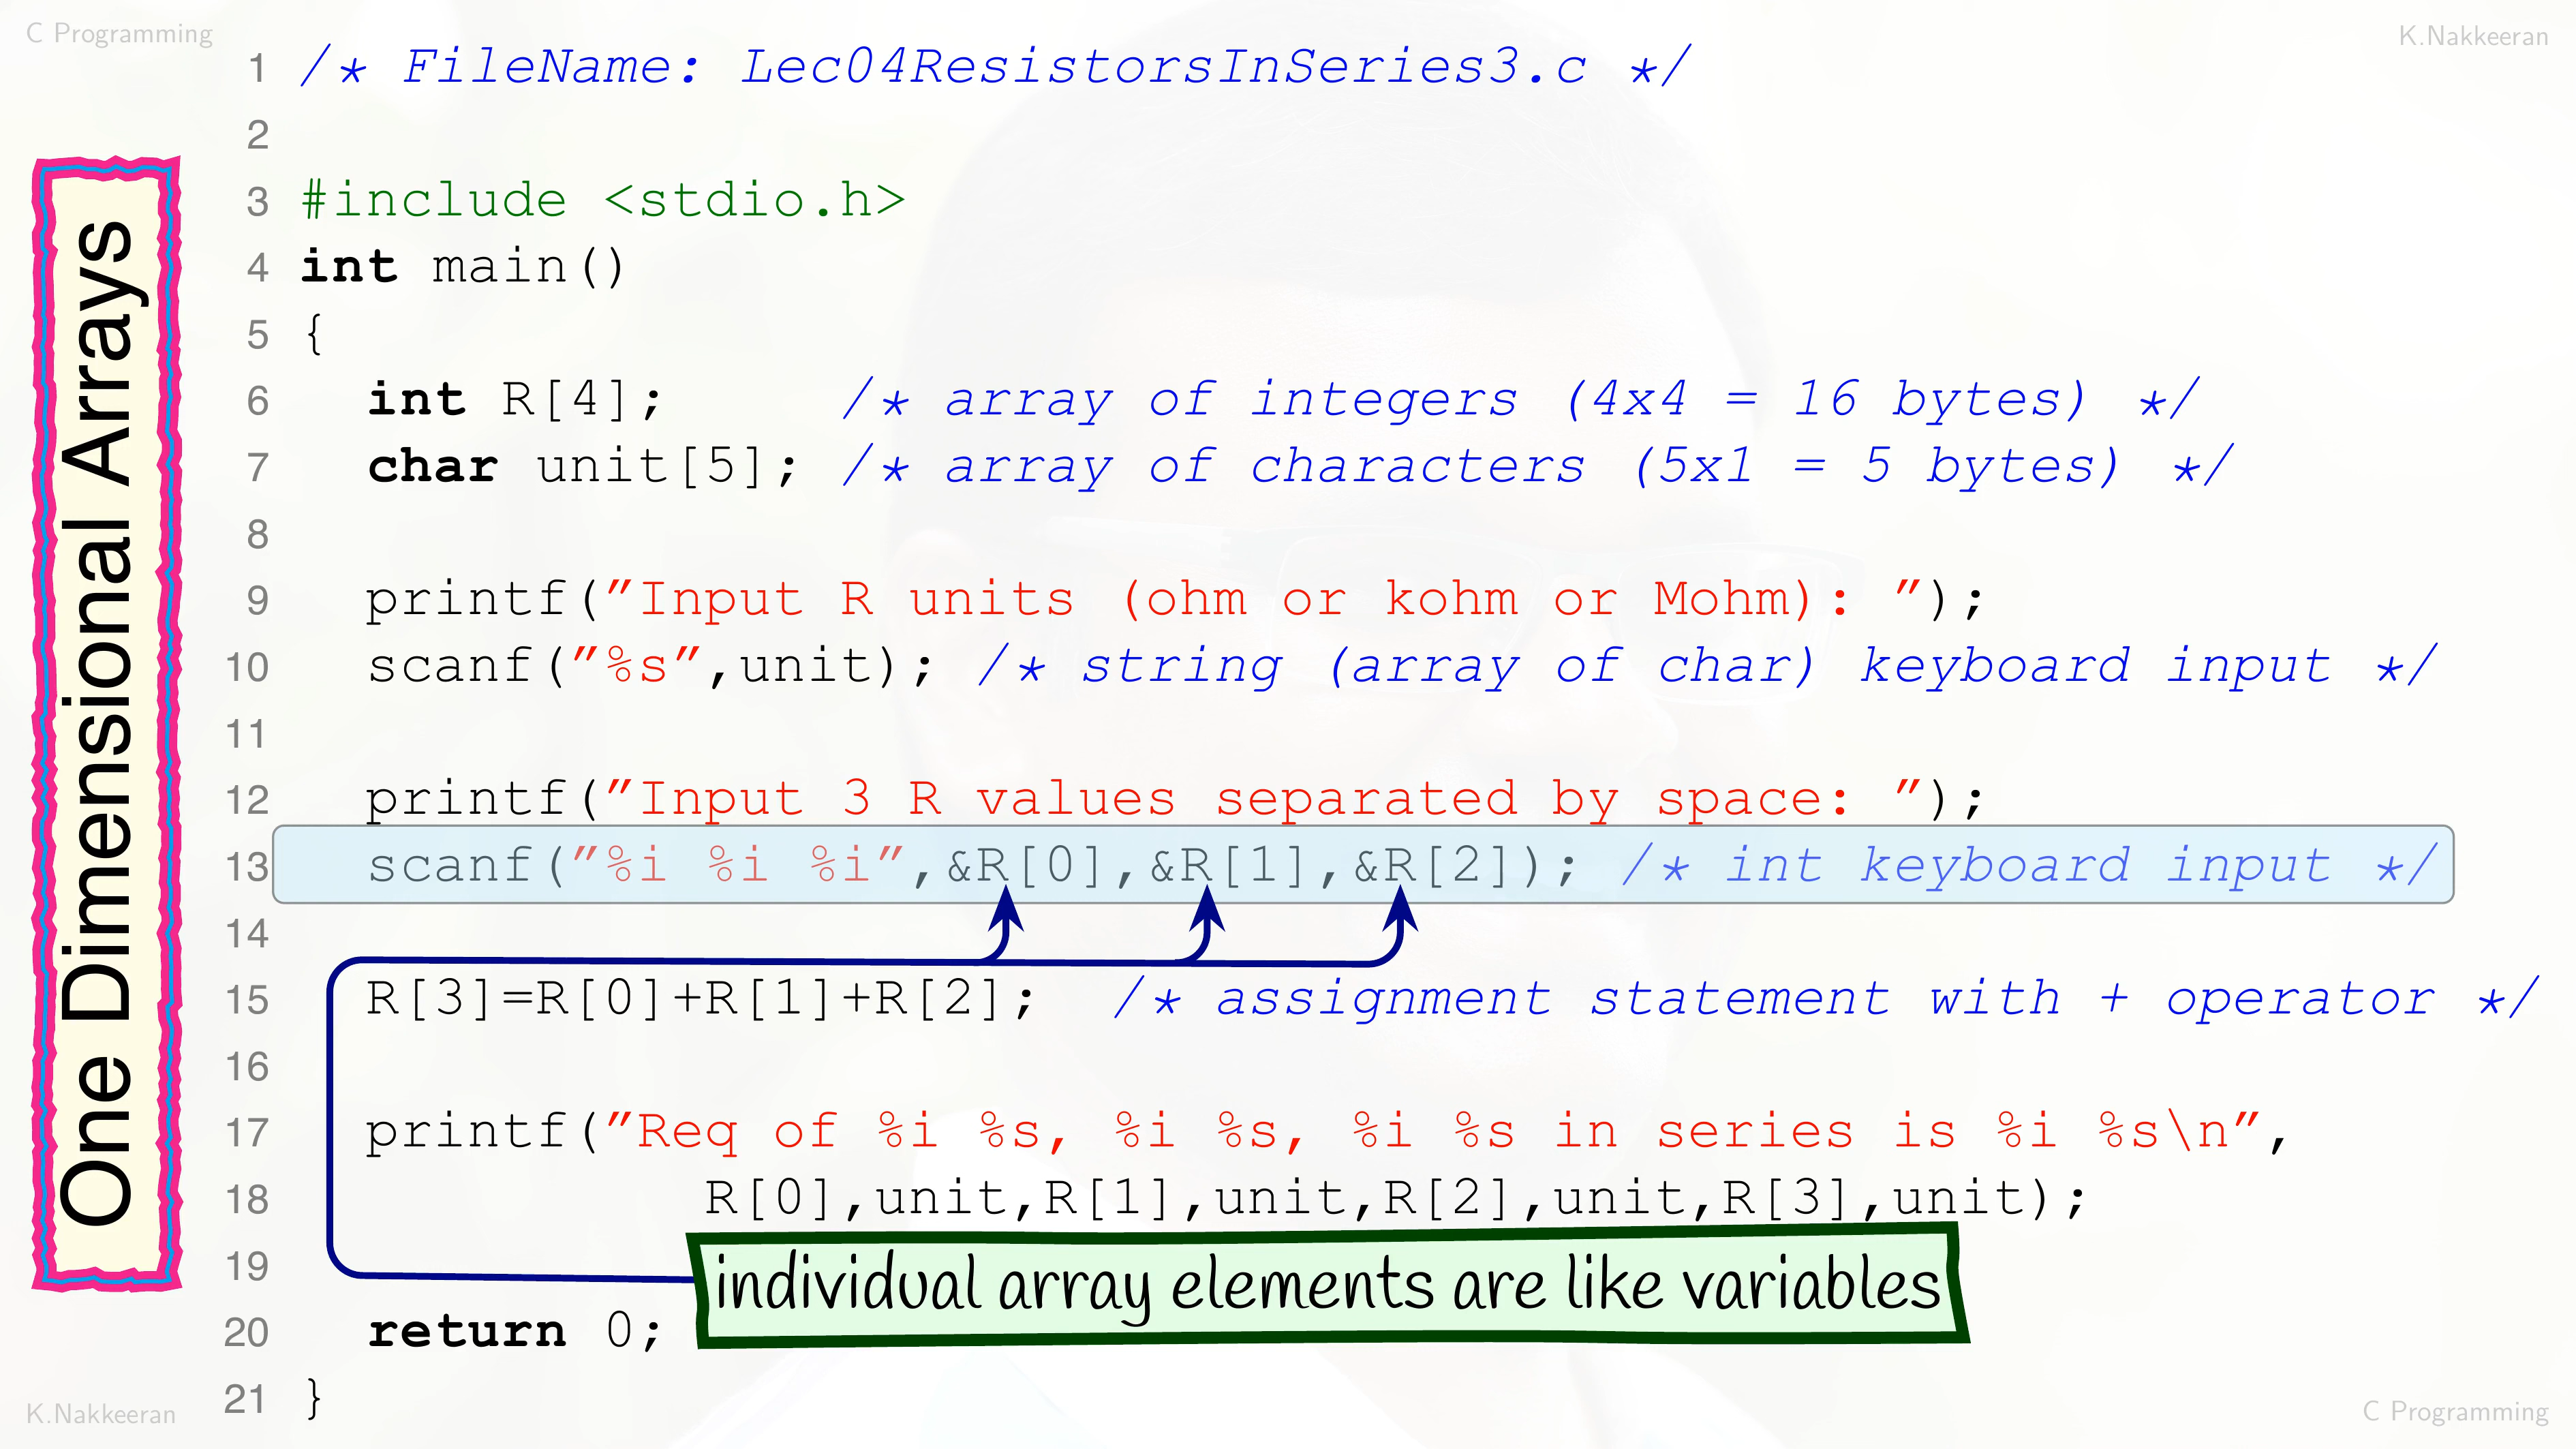 C Programming
K.Nakkeeran
One Dimensional Arrays
1 /* FileName: Lec04ResistorsInSeries3.c */
2
3 #include <stdio.h>
4 int main()
5 {
6   int R[4];     /* array of integers (4x4 = 16 bytes) */
7   char unit[5]; /* array of characters (5x1 = 5 bytes) */
8
9   printf("Input R units (ohm or kohm or Mohm): ");
10   scanf("%s",unit); /* string (array of char) keyboard input */
11
12   printf("Input 3 R values separated by space: ");
13   scanf("%i %i %i",&R[0],&R[1],&R[2]); /* int keyboard input */
14
15   R[3]=R[0]+R[1]+R[2];  /* assignment statement with + operator */
16
17   printf("Req of %i %s, %i %s, %i %s in series is %i %s\n",
18             R[0],unit,R[1],unit,R[2],unit,R[3],unit);
19
individual array elements are like variables
20   return 0;
21 }
K.Nakkeeran
C Programming